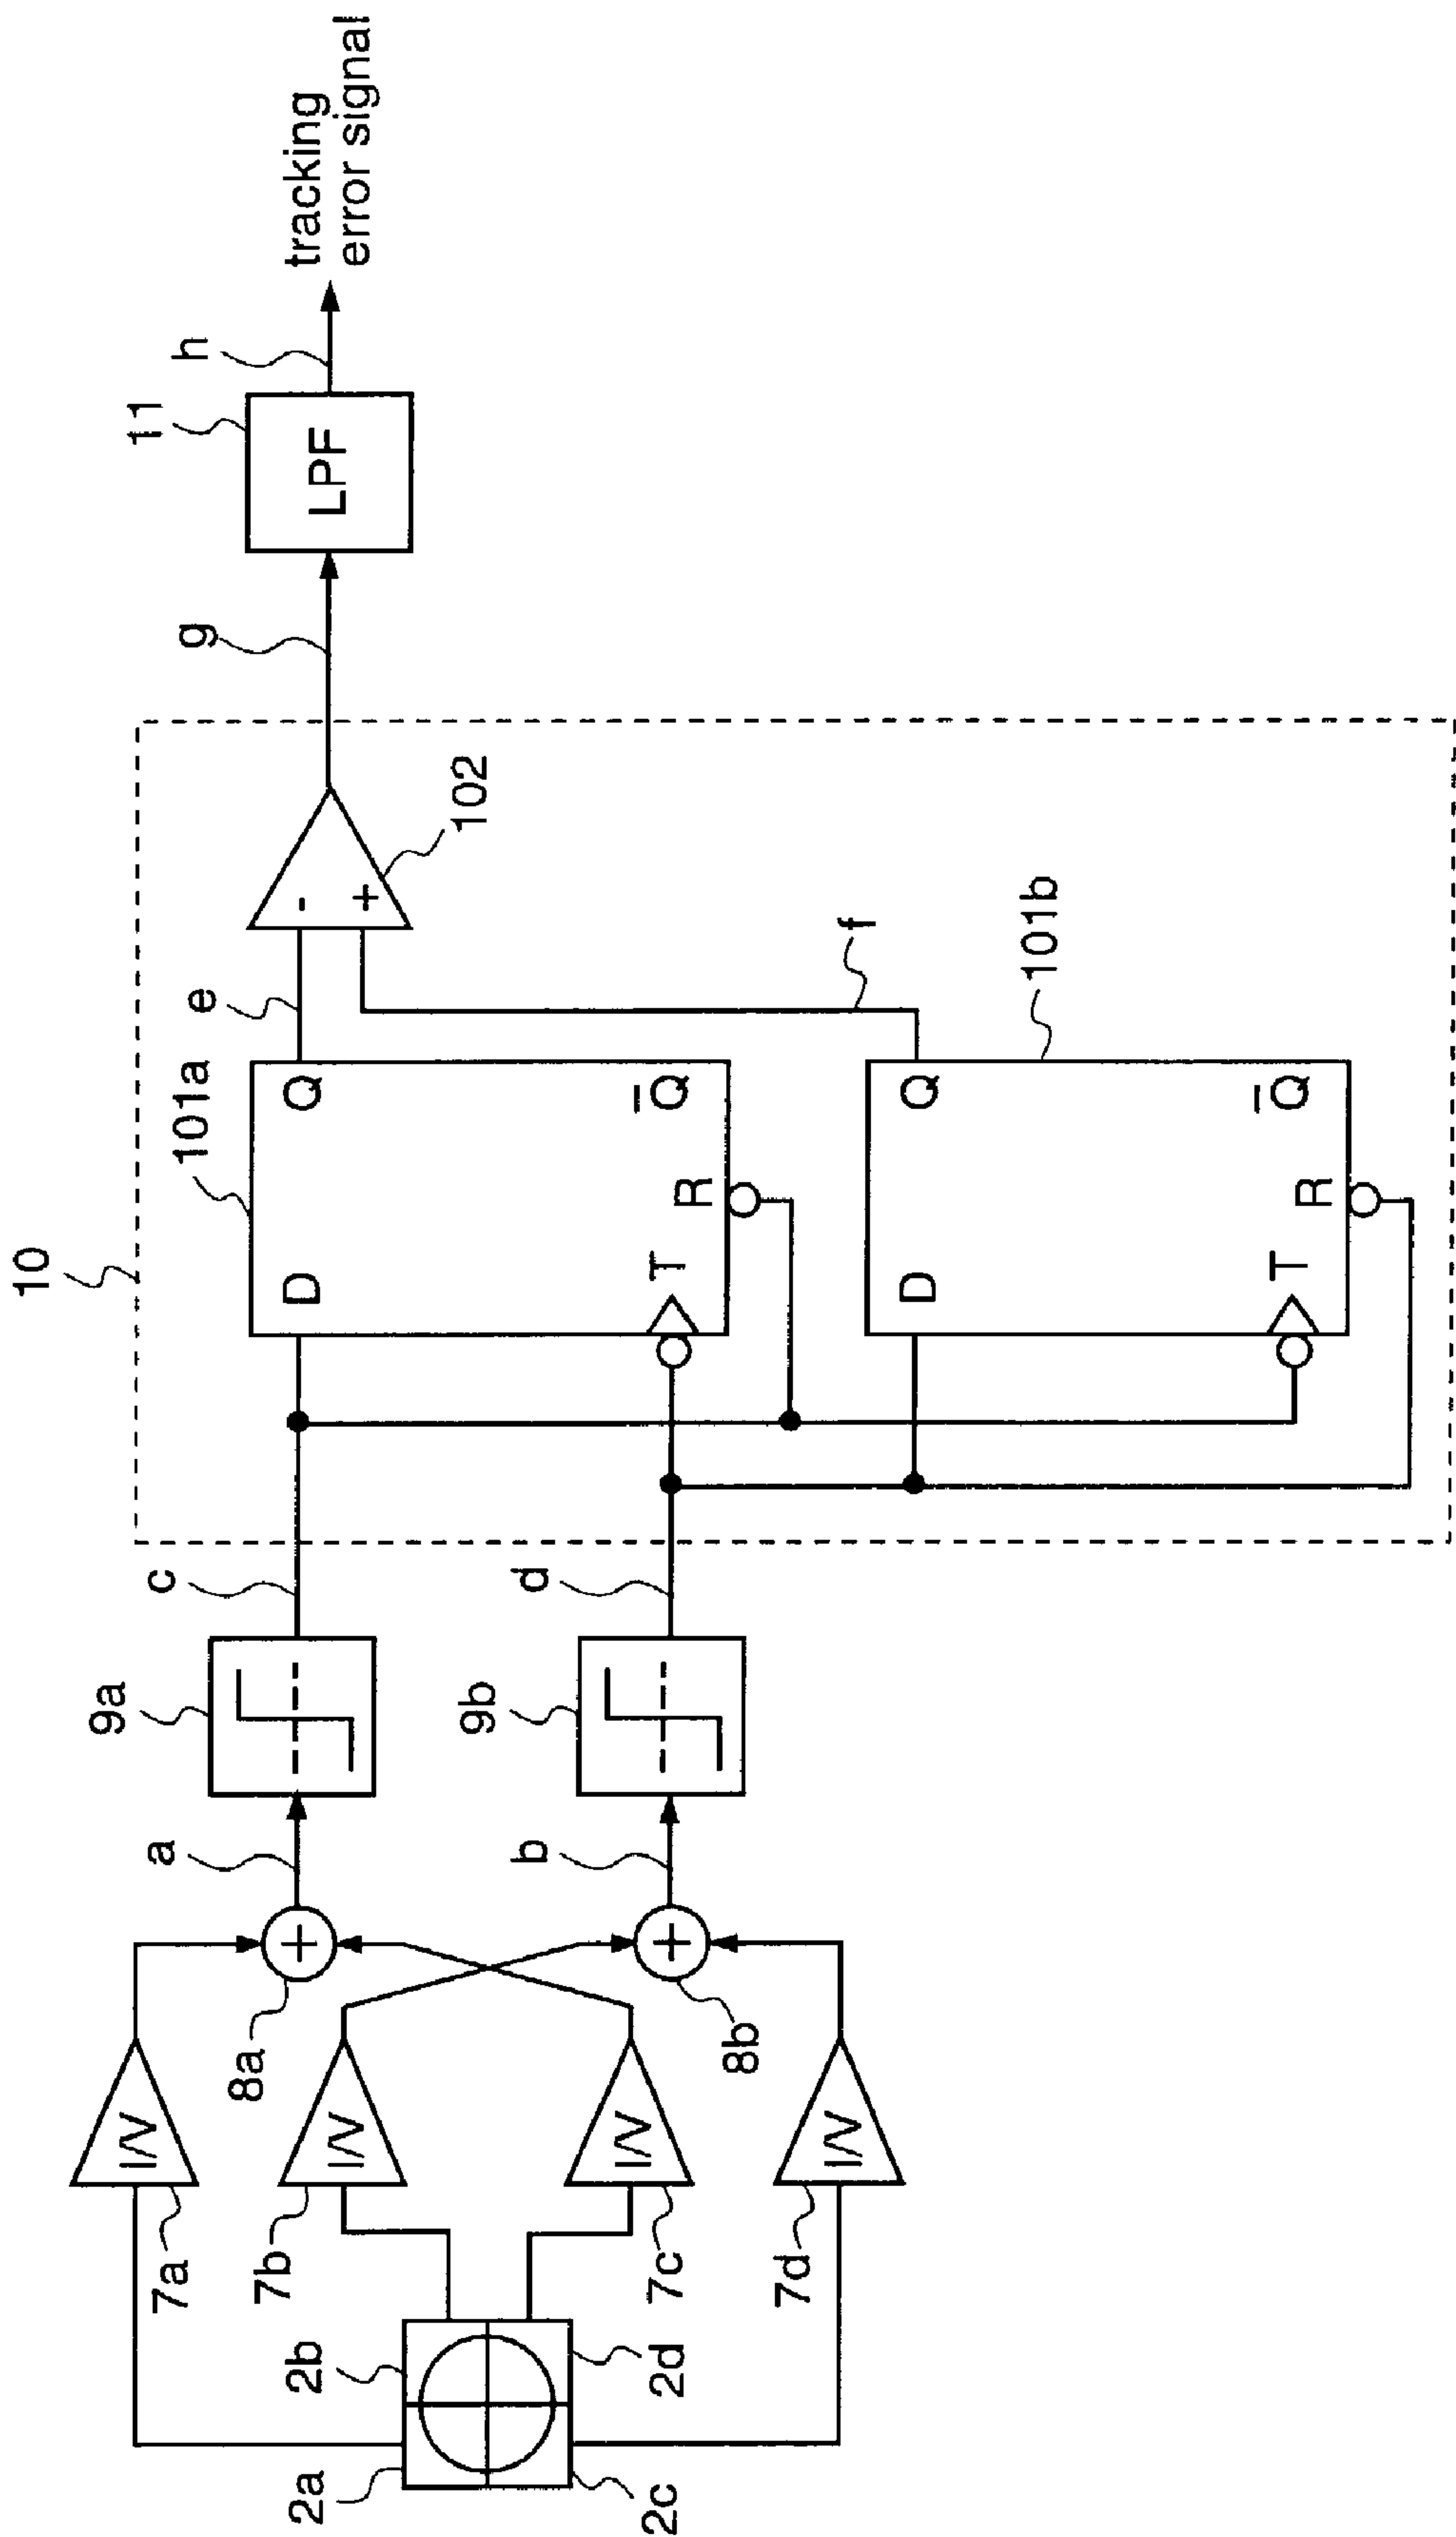 2a
2b
2c
2d
7a
I/V
7b
I/V
7c
I/V
7d
I/V
8a
+
8b
+
a
b
9a
9b
c
d
10
101a
D
Q
T
R
Q̅
e
101b
D
Q
T
R
Q̅
f
-
+
102
g
11
LPF
h
tracking
error signal